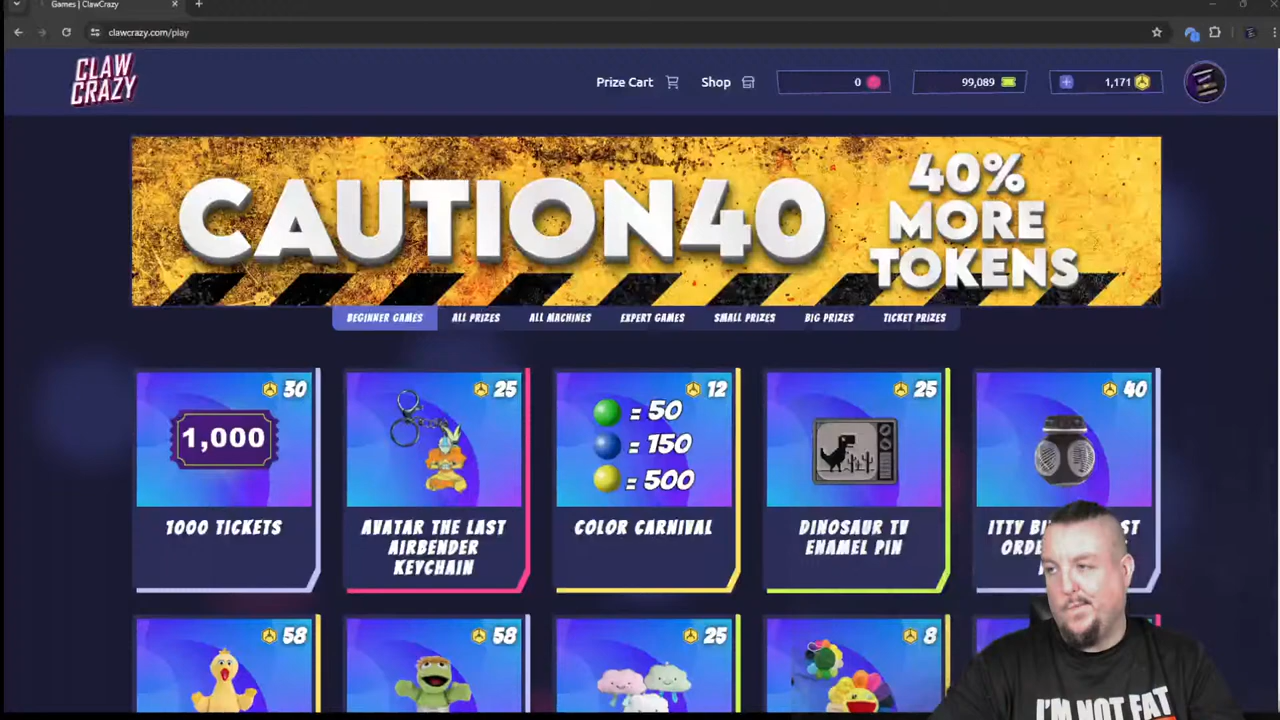 Games | ClawCrazy
clawcrazy.com/play
CLAW CRAZY
Prize Cart
Shop
0
99,089
1,171
CAUTION40
40%
MORE
TOKENS
BEGINNER GAMES
ALL PRIZES
ALL MACHINES
EXPERT GAMES
SMALL PRIZES
BIG PRIZES
TICKET PRIZES
30
1,000
1000 TICKETS
25
AVATAR THE LAST
AIRBENDER
KEYCHAIN
12
= 50
= 150
= 500
COLOR CARNIVAL
25
DINOSAUR TV
ENAMEL PIN
40
ITTY
58
58
25
8
I'M NOT FAT